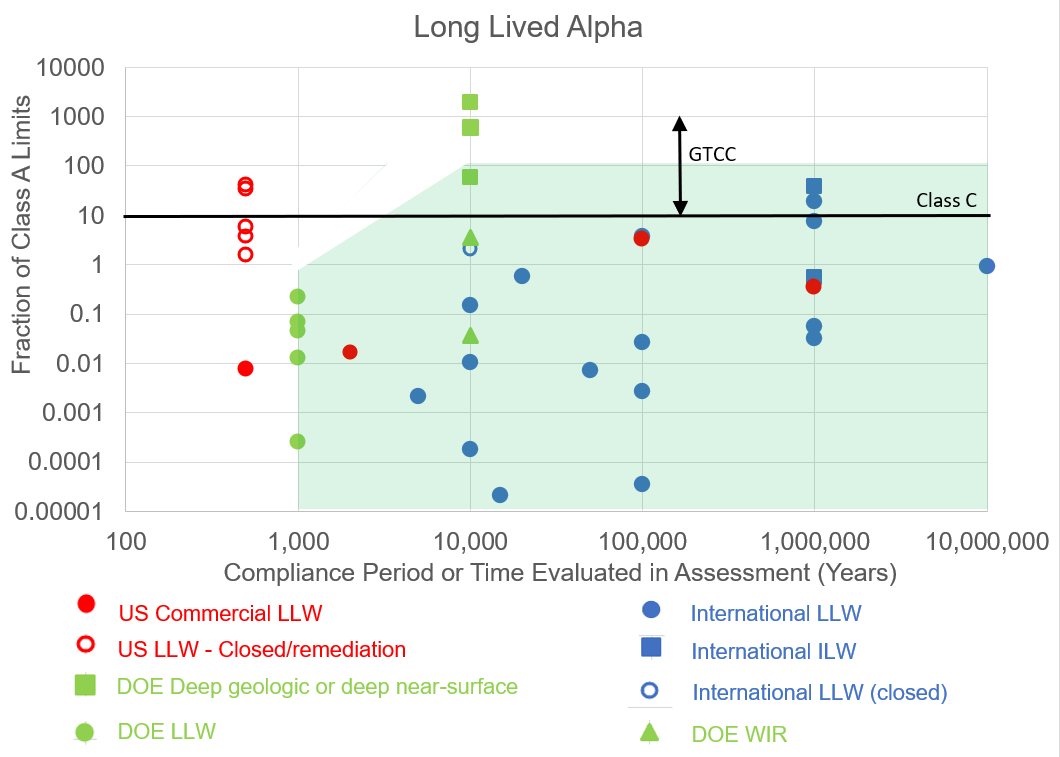 Long Lived Alpha
Fraction of Class A Limits
10000
1000
100
10
1
0.1
0.01
0.001
0.0001
0.00001
GTCC
Class C
100
1,000
10,000
100,000
1,000,000
10,000,000
Compliance Period or Time Evaluated in Assessment (Years)
US Commercial LLW
US LLW - Closed/remediation
DOE Deep geologic or deep near-surface
DOE LLW
International LLW
International ILW
International LLW (closed)
DOE WIR